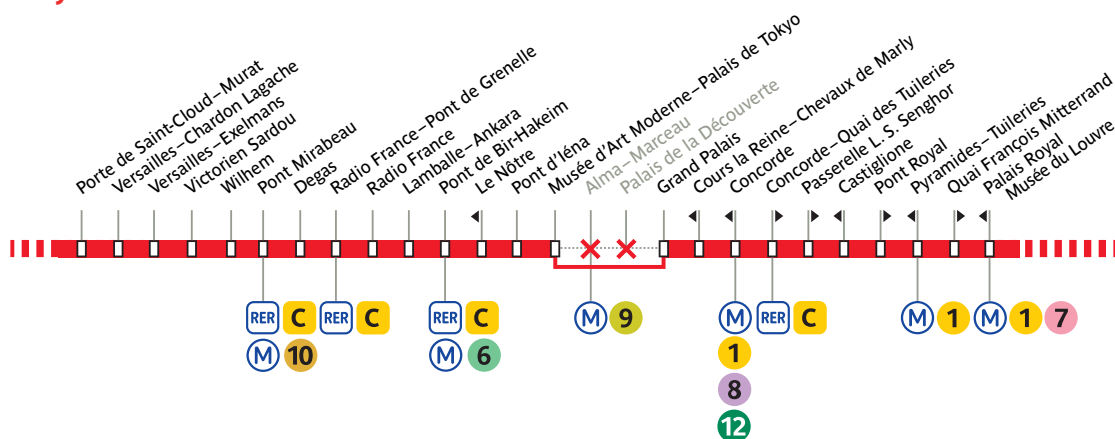 Porte de Saint-Cloud–Murat
Versailles–Chardon Lagache
Versailles–Exelmans
Victorien Sardou
Wilhem
Pont Mirabeau
Degas
Radio France–Pont de Grenelle
Radio France
Lamballe–Ankara
Pont de Bir-Hakeim
Le Nôtre
Pont d'Iéna
Musée d'Art Moderne–Palais de Tokyo
Alma–Marceau
Palais de la Découverte
Grand Palais
Cours la Reine–Chevaux de Marly
Concorde
Concorde–Quai des Tuileries
Passerelle L. S. Senghor
Castiglione
Pont Royal
Pyramides–Tuileries
Quai François Mitterrand
Palais Royal
Musée du Louvre
RER C RER C RER C M 9 M RER C M 1 M 1 7
M 10 M 6 1
8
12